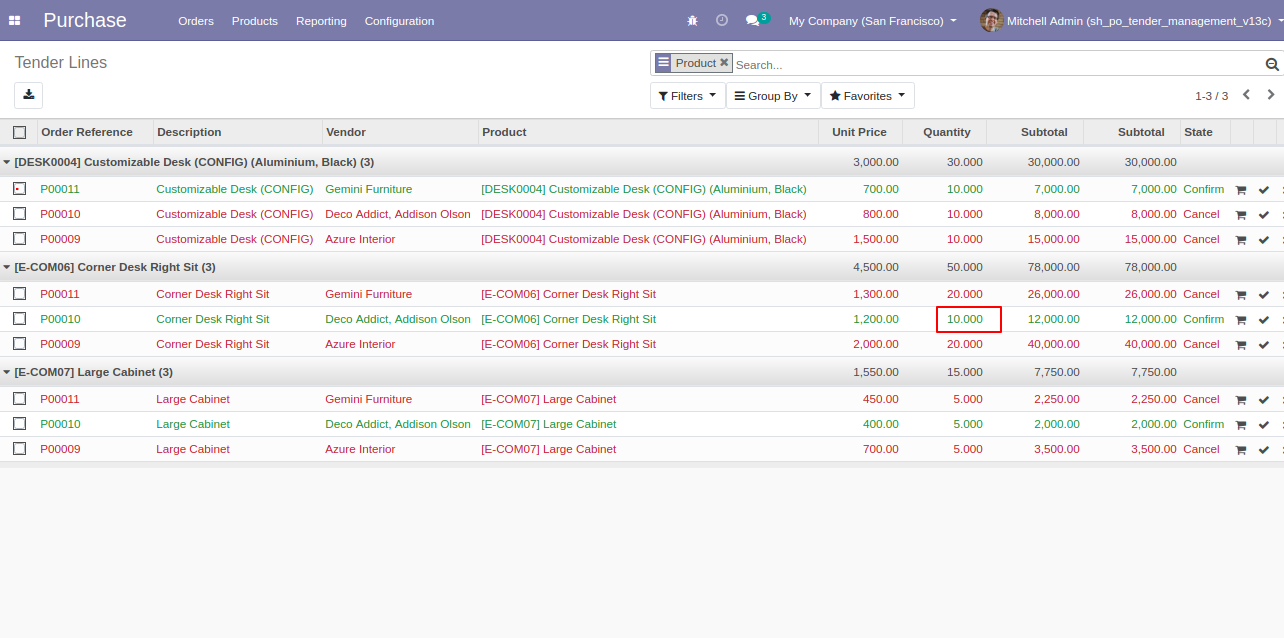 Purchase Orders Products Reporting Configuration 3 My Company (San Francisco) Mitchell Admin (sh_po_tender_management_v13c)
Tender Lines
Product Search...
Filters Group By Favorites 1-3 / 3
Order Reference Description Vendor Product Unit Price Quantity Subtotal Subtotal State
[DESK0004] Customizable Desk (CONFIG) (Aluminium, Black) (3) 3,000.00 30.000 30,000.00 30,000.00
P00011 Customizable Desk (CONFIG) Gemini Furniture [DESK0004] Customizable Desk (CONFIG) (Aluminium, Black) 700.00 10.000 7,000.00 7,000.00 Confirm
P00010 Customizable Desk (CONFIG) Deco Addict, Addison Olson [DESK0004] Customizable Desk (CONFIG) (Aluminium, Black) 800.00 10.000 8,000.00 8,000.00 Cancel
P00009 Customizable Desk (CONFIG) Azure Interior [DESK0004] Customizable Desk (CONFIG) (Aluminium, Black) 1,500.00 10.000 15,000.00 15,000.00 Cancel
[E-COM06] Corner Desk Right Sit (3) 4,500.00 50.000 78,000.00 78,000.00
P00011 Corner Desk Right Sit Gemini Furniture [E-COM06] Corner Desk Right Sit 1,300.00 20.000 26,000.00 26,000.00 Cancel
P00010 Corner Desk Right Sit Deco Addict, Addison Olson [E-COM06] Corner Desk Right Sit 1,200.00 10.000 12,000.00 12,000.00 Confirm
P00009 Corner Desk Right Sit Azure Interior [E-COM06] Corner Desk Right Sit 2,000.00 20.000 40,000.00 40,000.00 Cancel
[E-COM07] Large Cabinet (3) 1,550.00 15.000 7,750.00 7,750.00
P00011 Large Cabinet Gemini Furniture [E-COM07] Large Cabinet 450.00 5.000 2,250.00 2,250.00 Cancel
P00010 Large Cabinet Deco Addict, Addison Olson [E-COM07] Large Cabinet 400.00 5.000 2,000.00 2,000.00 Confirm
P00009 Large Cabinet Azure Interior [E-COM07] Large Cabinet 700.00 5.000 3,500.00 3,500.00 Cancel